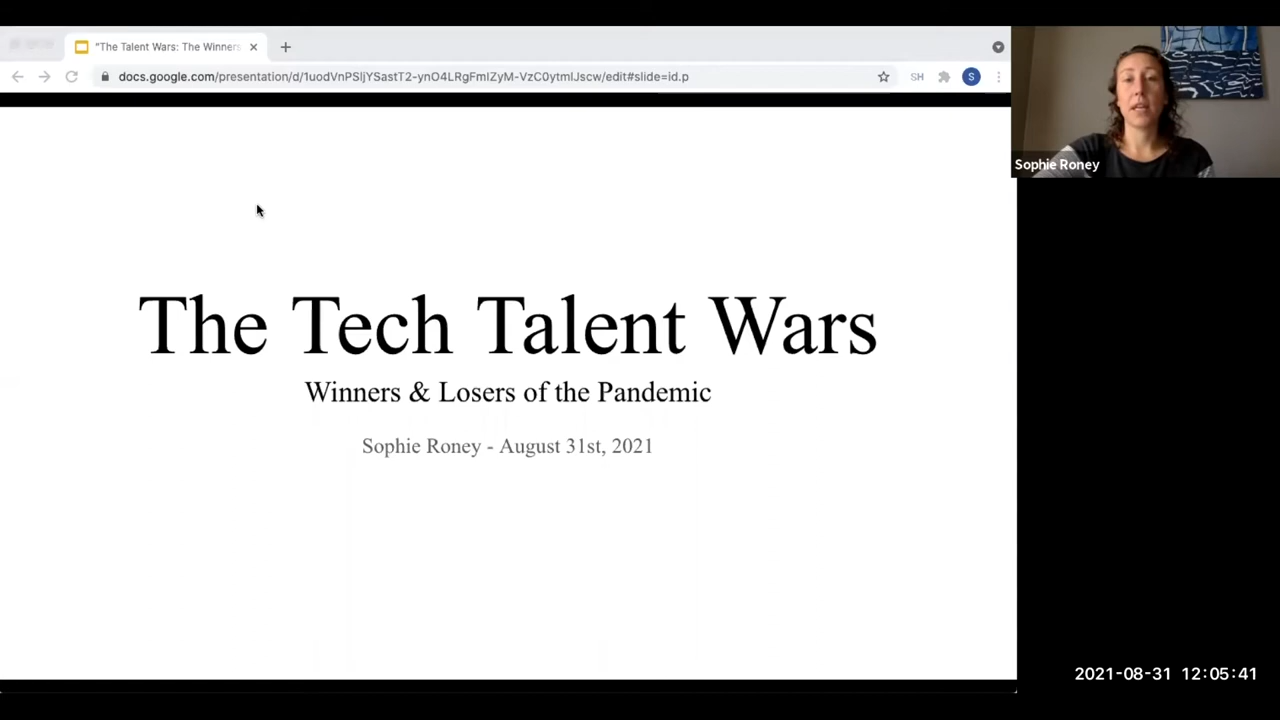 "The Talent Wars: The Winners
docs.google.com/presentation/d/1uodVnPSljYSastT2-ynO4LRgFmIZyM-VzC0ytmlJscw/edit#slide=id.p
SH
S
Sophie Roney
The Tech Talent Wars
Winners & Losers of the Pandemic
Sophie Roney - August 31st, 2021
2021-08-31 12:05:41